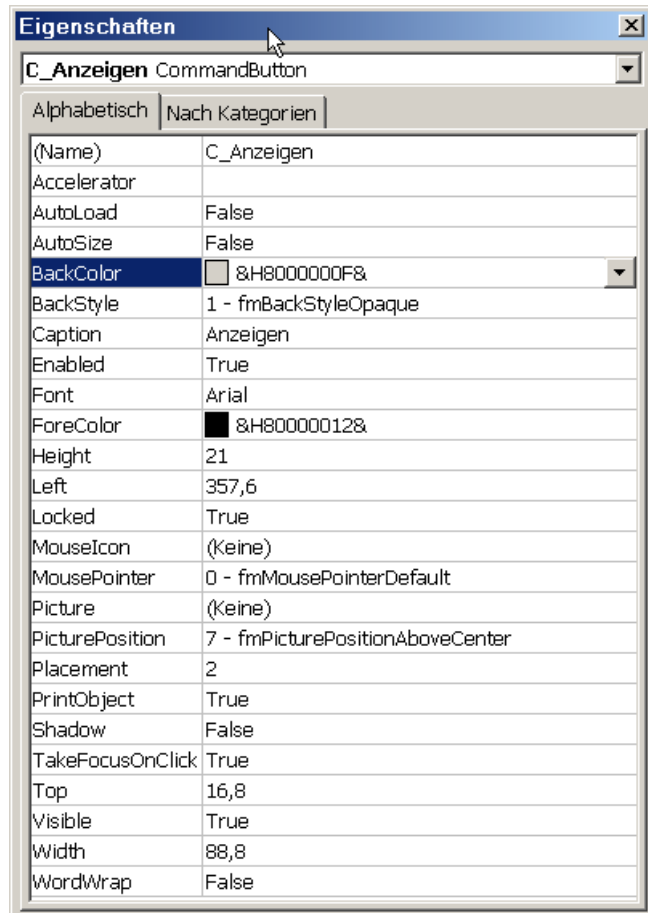 Eigenschaften
C_Anzeigen CommandButton
Alphabetisch Nach Kategorien
(Name) C_Anzeigen
Accelerator
AutoLoad False
AutoSize False
BackColor &H8000000F&
BackStyle 1 - fmBackStyleOpaque
Caption Anzeigen
Enabled True
Font Arial
ForeColor &H80000012&
Height 21
Left 357,6
Locked True
MouseIcon (Keine)
MousePointer 0 - fmMousePointerDefault
Picture (Keine)
PicturePosition 7 - fmPicturePositionAboveCenter
Placement 2
PrintObject True
Shadow False
TakeFocusOnClick True
Top 16,8
Visible True
Width 88,8
WordWrap False